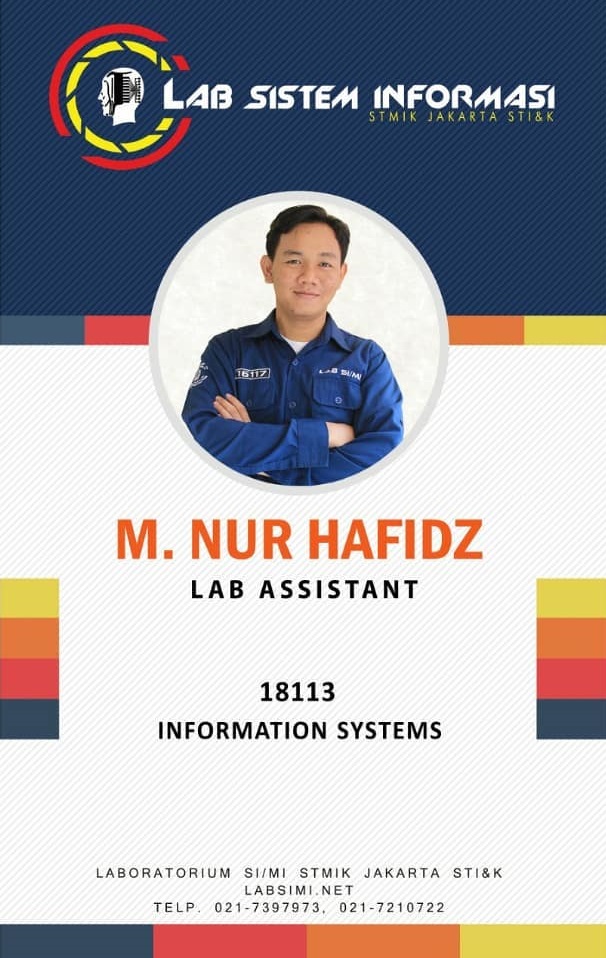 LAB SISTEM INFORMASI
STMIK JAKARTA STI&K
16117
LAB SI/MI
M. NUR HAFIDZ
LAB ASSISTANT
18113
INFORMATION SYSTEMS
LABORATORIUM SI/MI STMIK JAKARTA STI&K
LABSIMI.NET
TELP. 021-7397973, 021-7210722